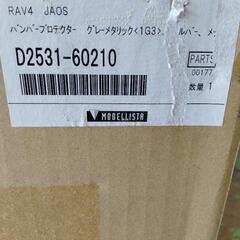 RAV4 JAOS
バンパープロテクター グレーメタリック<1G3> ルバー、メッ
D2531-60210
PARTS
00177
数量 1
MODELLISTA